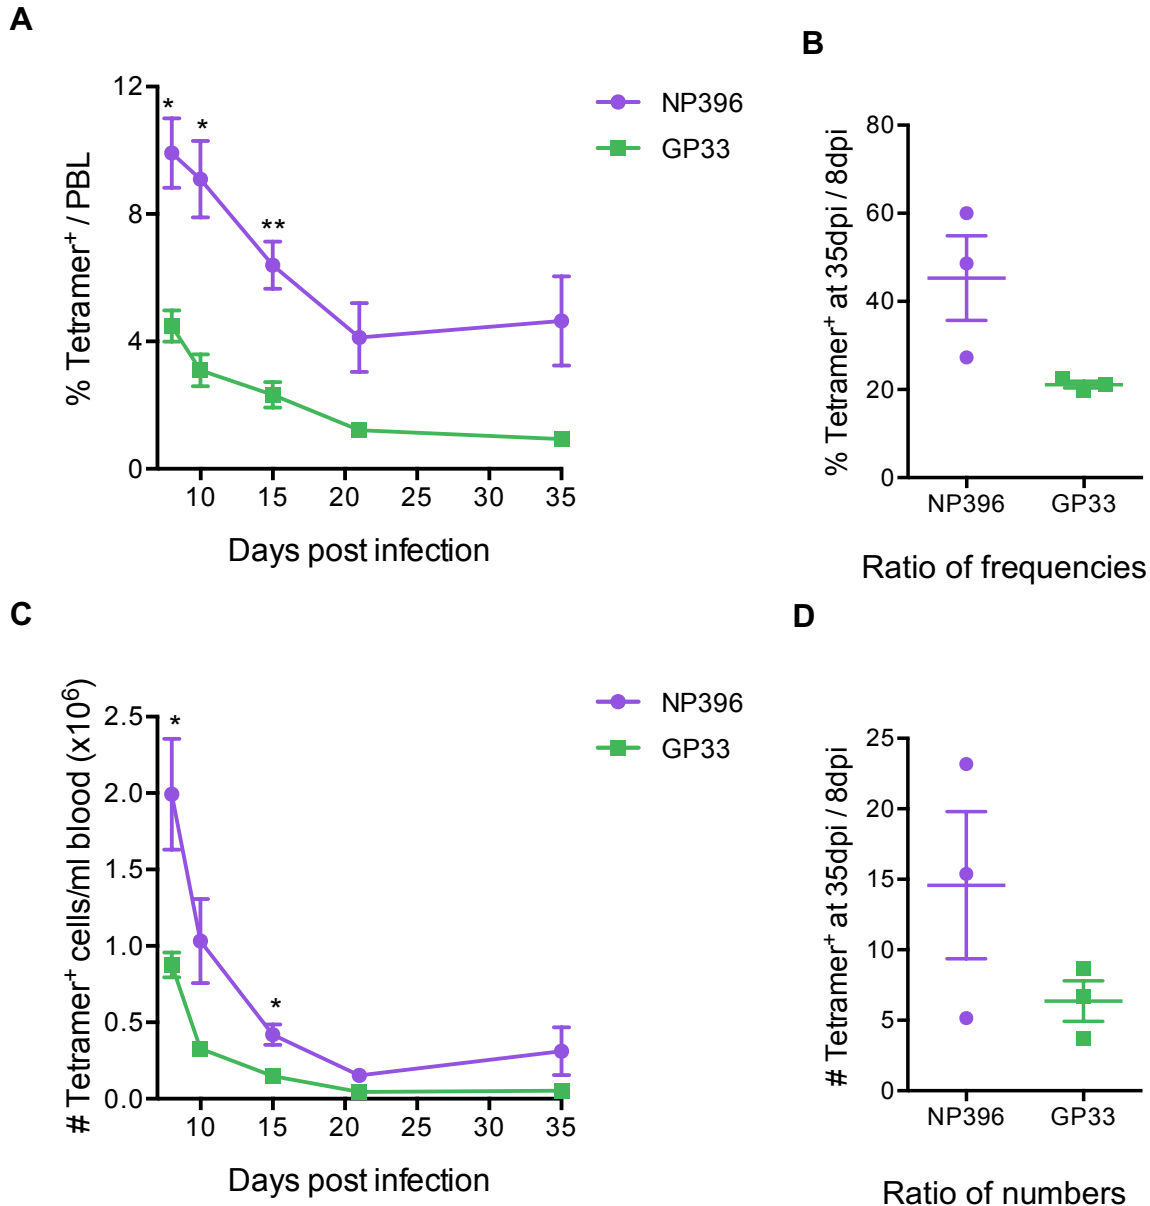 A
% Tetramer⁺ / PBL
12
8
4
0
*
*
**
10
15
20
25
30
35
Days post infection
NP396
GP33
B
% Tetramer⁺ at 35dpi / 8dpi
80
60
40
20
0
NP396
GP33
Ratio of frequencies
C
# Tetramer⁺ cells/ml blood (x10⁶)
2.5
2.0
1.5
1.0
0.5
0.0
*
*
10
15
20
25
30
35
Days post infection
NP396
GP33
D
# Tetramer⁺ at 35dpi / 8dpi
25
20
15
10
5
0
NP396
GP33
Ratio of numbers